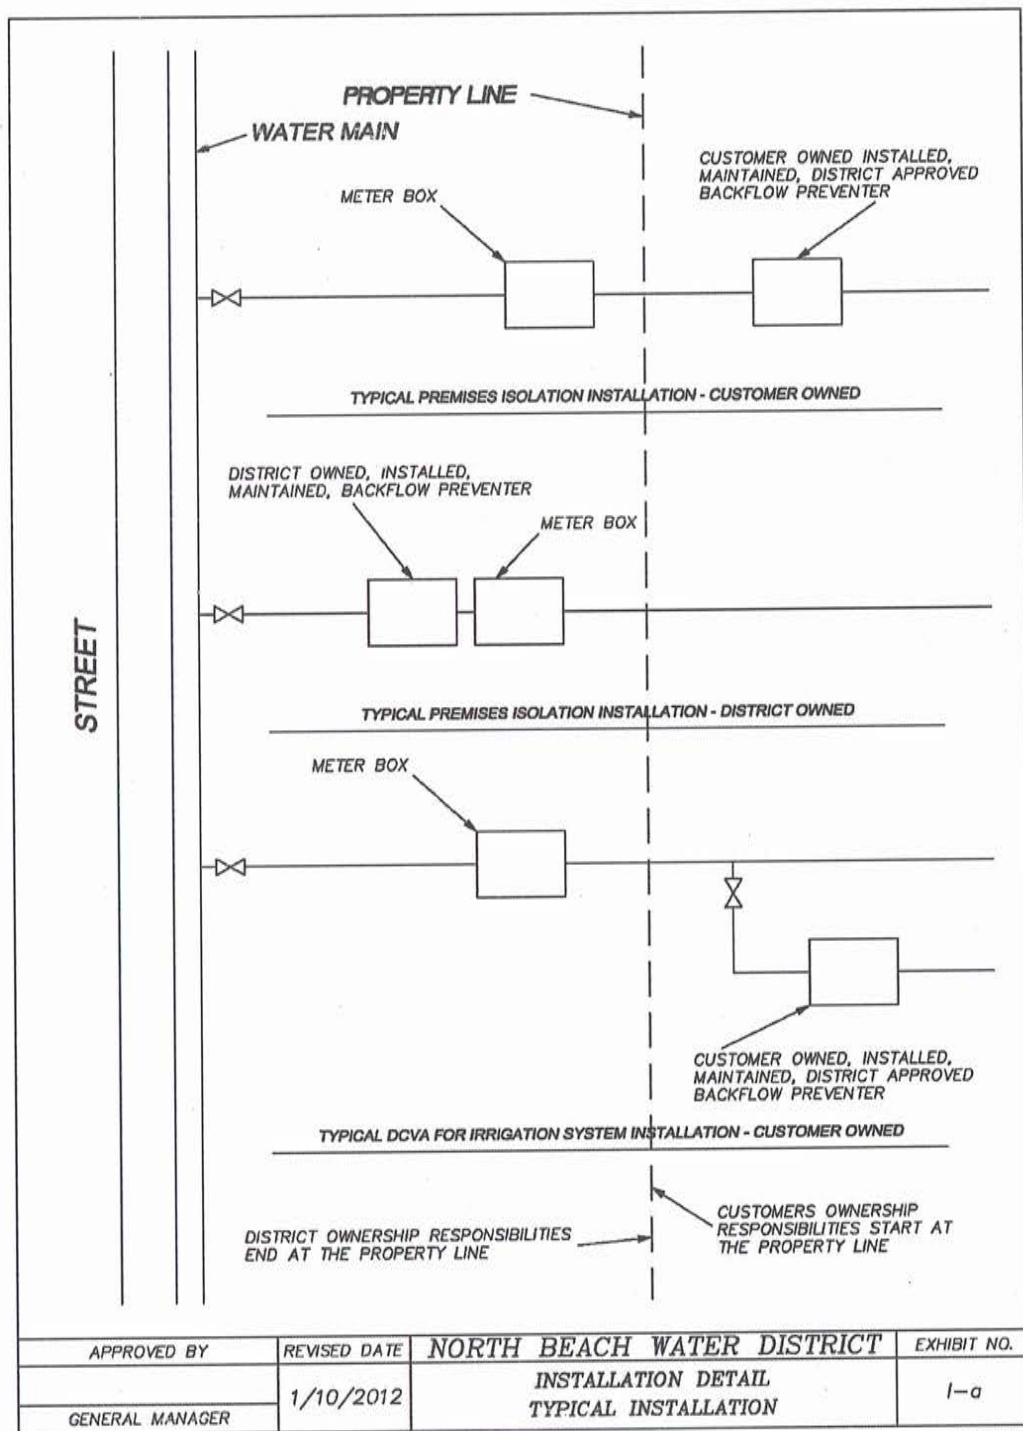 PROPERTY LINE
WATER MAIN
CUSTOMER OWNED INSTALLED,
MAINTAINED, DISTRICT APPROVED
BACKFLOW PREVENTER
METER BOX
TYPICAL PREMISES ISOLATION INSTALLATION - CUSTOMER OWNED
DISTRICT OWNED, INSTALLED,
MAINTAINED, BACKFLOW PREVENTER
METER BOX
STREET
TYPICAL PREMISES ISOLATION INSTALLATION - DISTRICT OWNED
METER BOX
CUSTOMER OWNED, INSTALLED,
MAINTAINED, DISTRICT APPROVED
BACKFLOW PREVENTER
TYPICAL DCVA FOR IRRIGATION SYSTEM INSTALLATION - CUSTOMER OWNED
DISTRICT OWNERSHIP RESPONSIBILITIES
END AT THE PROPERTY LINE
CUSTOMERS OWNERSHIP
RESPONSIBILITIES START AT
THE PROPERTY LINE
APPROVED BY
GENERAL MANAGER
REVISED DATE
1/10/2012
NORTH BEACH WATER DISTRICT
INSTALLATION DETAIL
TYPICAL INSTALLATION
EXHIBIT NO.
1-a